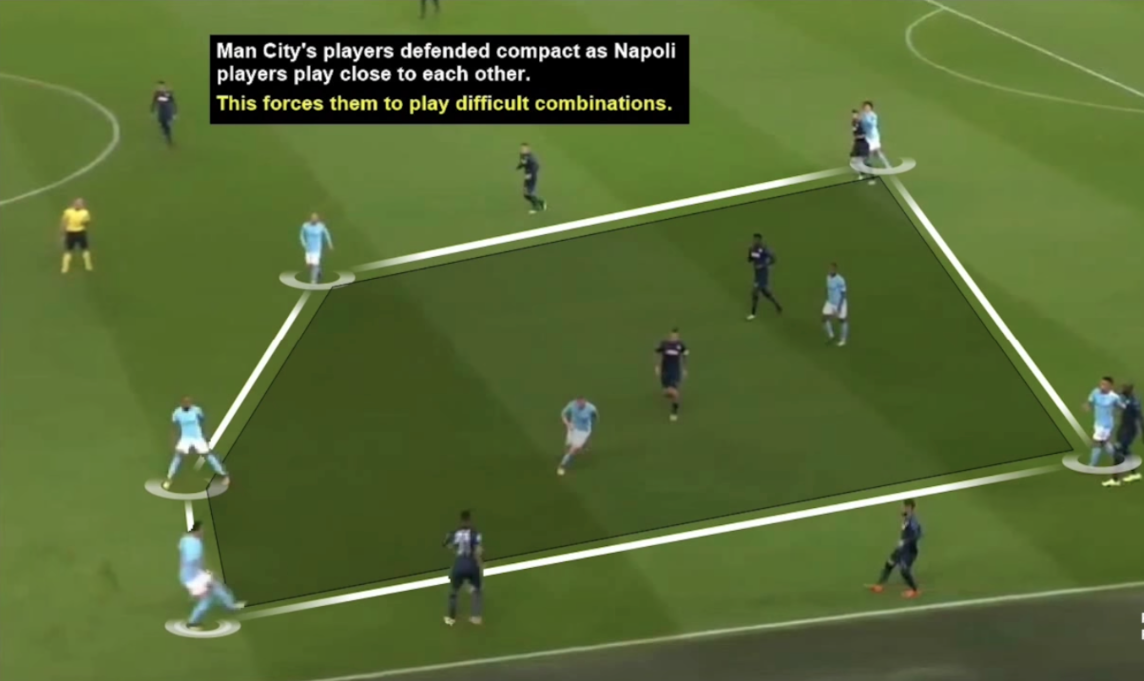 Man City's players defended compact as Napoli
players play close to each other.
This forces them to play difficult combinations.